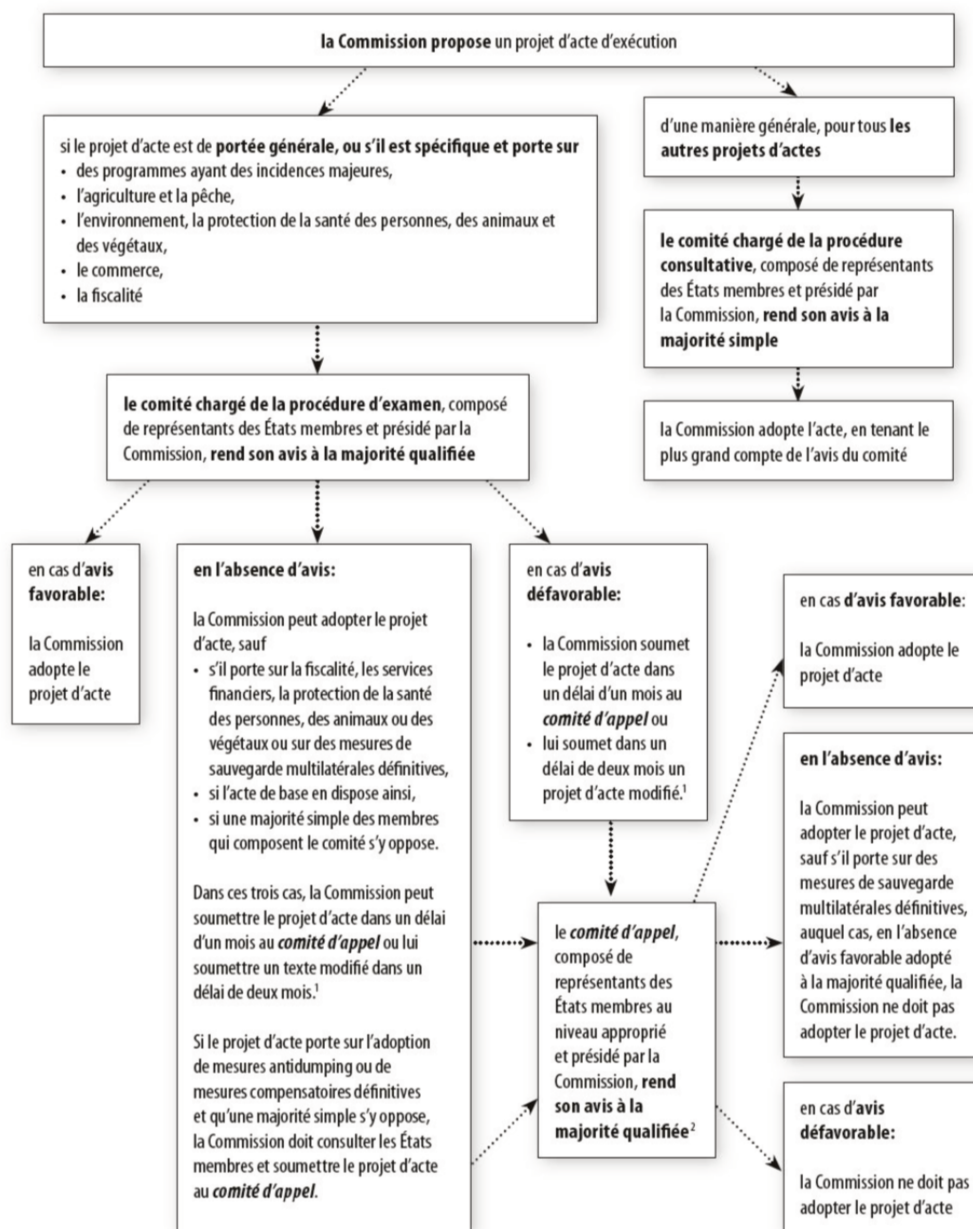 la Commission propose un projet d'acte d'exécution
si le projet d'acte est de portée générale, ou s'il est spécifique et porte sur
• des programmes ayant des incidences majeures,
• l'agriculture et la pêche,
• l'environnement, la protection de la santé des personnes, des animaux et
des végétaux,
• le commerce,
• la fiscalité
d'une manière générale, pour tous les
autres projets d'actes
le comité chargé de la procédure
consultative, composé de représentants
des États membres et présidé par
la Commission, rend son avis à la
majorité simple
le comité chargé de la procédure d'examen, composé
de représentants des États membres et présidé par la
Commission, rend son avis à la majorité qualifiée
la Commission adopte l'acte, en tenant le
plus grand compte de l'avis du comité
en cas d'avis
favorable:
la Commission
adopte le
projet d'acte
en l'absence d'avis:
la Commission peut adopter le projet
d'acte, sauf
• s'il porte sur la fiscalité, les services
financiers, la protection de la santé
des personnes, des animaux ou des
végétaux ou sur des mesures de
sauvegarde multilatérales définitives,
• si l'acte de base en dispose ainsi,
• si une majorité simple des membres
qui composent le comité s'y oppose.
Dans ces trois cas, la Commission peut
soumettre le projet d'acte dans un délai
d'un mois au comité d'appel ou lui
soumettre un texte modifié dans un
délai de deux mois.¹
Si le projet d'acte porte sur l'adoption
de mesures antidumping ou de
mesures compensatoires définitives
et qu'une majorité simple s'y oppose,
la Commission doit consulter les États
membres et soumettre le projet d'acte
au comité d'appel.
en cas d'avis
défavorable:
• la Commission soumet
le projet d'acte dans
un délai d'un mois au
comité d'appel ou
• lui soumet dans un
délai de deux mois un
projet d'acte modifié.¹
le comité d'appel,
composé de
représentants des
États membres au
niveau approprié
et présidé par la
Commission, rend
son avis à la
majorité qualifiée²
en cas d'avis favorable:
la Commission adopte le
projet d'acte
en l'absence d'avis:
la Commission peut
adopter le projet d'acte,
sauf s'il porte sur des
mesures de sauvegarde
multilatérales définitives,
auquel cas, en l'absence
d'avis favorable adopté
à la majorité qualifiée, la
Commission ne doit pas
adopter le projet d'acte.
en cas d'avis
défavorable:
la Commission ne doit pas
adopter le projet d'acte